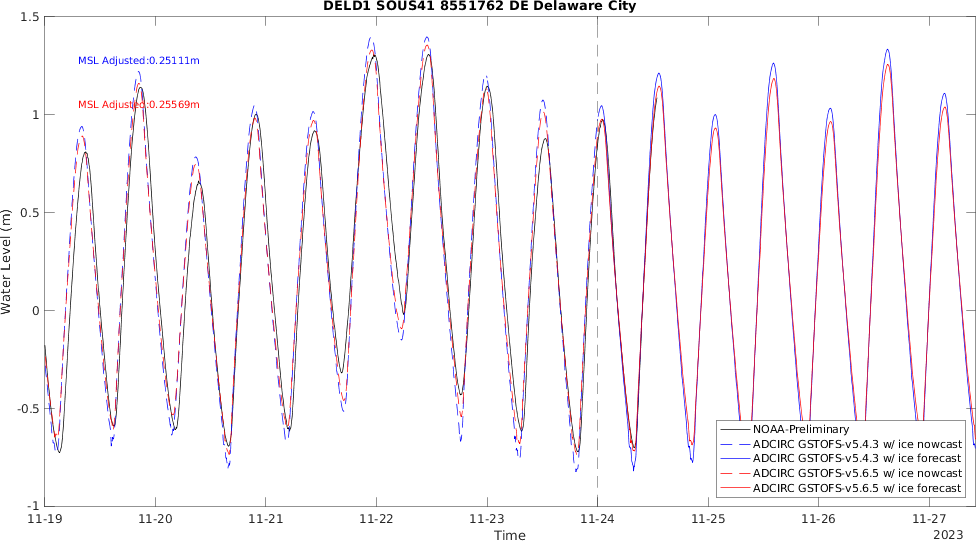 DELD1 SOUS41 8551762 DE Delaware City
1.5
MSL Adjusted:0.25111m
MSL Adjusted:0.25569m
1
0.5
Water Level (m)
0
-0.5
NOAA-Preliminary
ADCIRC GSTOFS-v5.4.3 w/ ice nowcast
ADCIRC GSTOFS-v5.4.3 w/ ice forecast
ADCIRC GSTOFS-v5.6.5 w/ ice nowcast
ADCIRC GSTOFS-v5.6.5 w/ ice forecast
-1
11-19 11-20 11-21 11-22 11-23 11-24 11-25 11-26 11-27
Time
2023